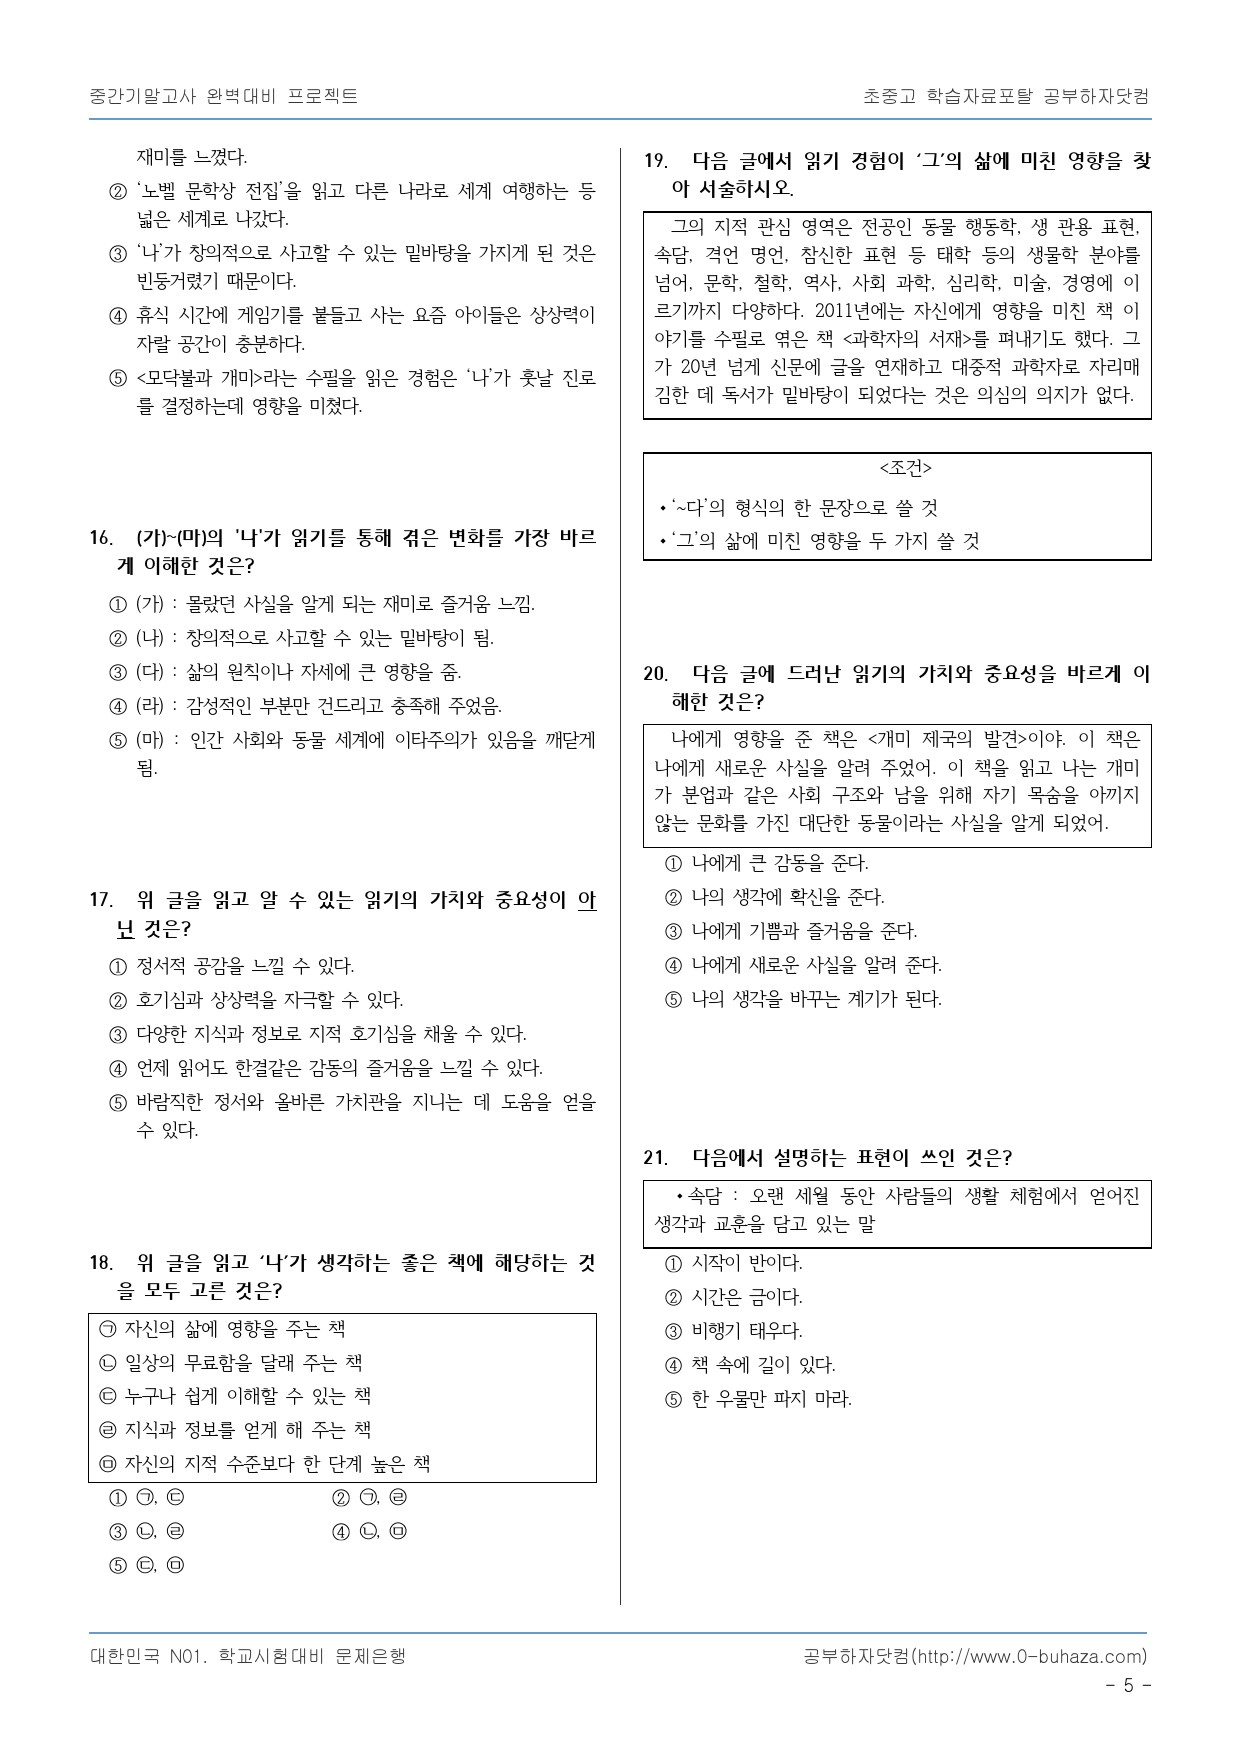 중간기말고사 완벽대비 프로젝트
초중고 학습자료포탈 공부하자닷컴
재미를 느꼈다.
② ‘노벨 문학상 전집’을 읽고 다른 나라로 세계 여행하는 등
넓은 세계로 나갔다.
③ ‘나’가 창의적으로 사고할 수 있는 밑바탕을 가지게 된 것은
빈둥거렸기 때문이다.
④ 휴식 시간에 게임기를 붙들고 사는 요즘 아이들은 상상력이
자랄 공간이 충분하다.
⑤ <모닥불과 개미>라는 수필을 읽은 경험은 ‘나’가 훗날 진로
를 결정하는데 영향을 미쳤다.
16. (가)~(마)의 '나'가 읽기를 통해 겪은 변화를 가장 바르
게 이해한 것은?
① (가) : 몰랐던 사실을 알게 되는 재미로 즐거움 느낌.
② (나) : 창의적으로 사고할 수 있는 밑바탕이 됨.
③ (다) : 삶의 원칙이나 자세에 큰 영향을 줌.
④ (라) : 감성적인 부분만 건드리고 충족해 주었음.
⑤ (마) : 인간 사회와 동물 세계에 이타주의가 있음을 깨닫게
됨.
17. 위 글을 읽고 알 수 있는 읽기의 가치와 중요성이 아
닌 것은?
① 정서적 공감을 느낄 수 있다.
② 호기심과 상상력을 자극할 수 있다.
③ 다양한 지식과 정보로 지적 호기심을 채울 수 있다.
④ 언제 읽어도 한결같은 감동의 즐거움을 느낄 수 있다.
⑤ 바람직한 정서와 올바른 가치관을 지니는 데 도움을 얻을
수 있다.
18. 위 글을 읽고 ‘나’가 생각하는 좋은 책에 해당하는 것
을 모두 고른 것은?
㉠ 자신의 삶에 영향을 주는 책
㉡ 일상의 무료함을 달래 주는 책
㉢ 누구나 쉽게 이해할 수 있는 책
㉣ 지식과 정보를 얻게 해 주는 책
㉤ 자신의 지적 수준보다 한 단계 높은 책
① ㉠, ㉢ ② ㉠, ㉣
③ ㉡, ㉣ ④ ㉡, ㉤
⑤ ㉢, ㉤
19. 다음 글에서 읽기 경험이 ‘그’의 삶에 미친 영향을 찾
아 서술하시오.
그의 지적 관심 영역은 전공인 동물 행동학, 생 관용 표현,
속담, 격언 명언, 참신한 표현 등 태학 등의 생물학 분야를
넘어, 문학, 철학, 역사, 사회 과학, 심리학, 미술, 경영에 이
르기까지 다양하다. 2011년에는 자신에게 영향을 미친 책 이
야기를 수필로 엮은 책 <과학자의 서재>를 펴내기도 했다. 그
가 20년 넘게 신문에 글을 연재하고 대중적 과학자로 자리매
김한 데 독서가 밑바탕이 되었다는 것은 의심의 의지가 없다.
<조건>
• ‘~다’의 형식의 한 문장으로 쓸 것
• ‘그’의 삶에 미친 영향을 두 가지 쓸 것
20. 다음 글에 드러난 읽기의 가치와 중요성을 바르게 이
해한 것은?
나에게 영향을 준 책은 <개미 제국의 발견>이야. 이 책은
나에게 새로운 사실을 알려 주었어. 이 책을 읽고 나는 개미
가 분업과 같은 사회 구조와 남을 위해 자기 목숨을 아끼지
않는 문화를 가진 대단한 동물이라는 사실을 알게 되었어.
① 나에게 큰 감동을 준다.
② 나의 생각에 확신을 준다.
③ 나에게 기쁨과 즐거움을 준다.
④ 나에게 새로운 사실을 알려 준다.
⑤ 나의 생각을 바꾸는 계기가 된다.
21. 다음에서 설명하는 표현이 쓰인 것은?
• 속담 : 오랜 세월 동안 사람들의 생활 체험에서 얻어진
생각과 교훈을 담고 있는 말
① 시작이 반이다.
② 시간은 금이다.
③ 비행기 태우다.
④ 책 속에 길이 있다.
⑤ 한 우물만 파지 마라.
대한민국 N01. 학교시험대비 문제은행
공부하자닷컴(http://www.0-buhaza.com)
- 5 -